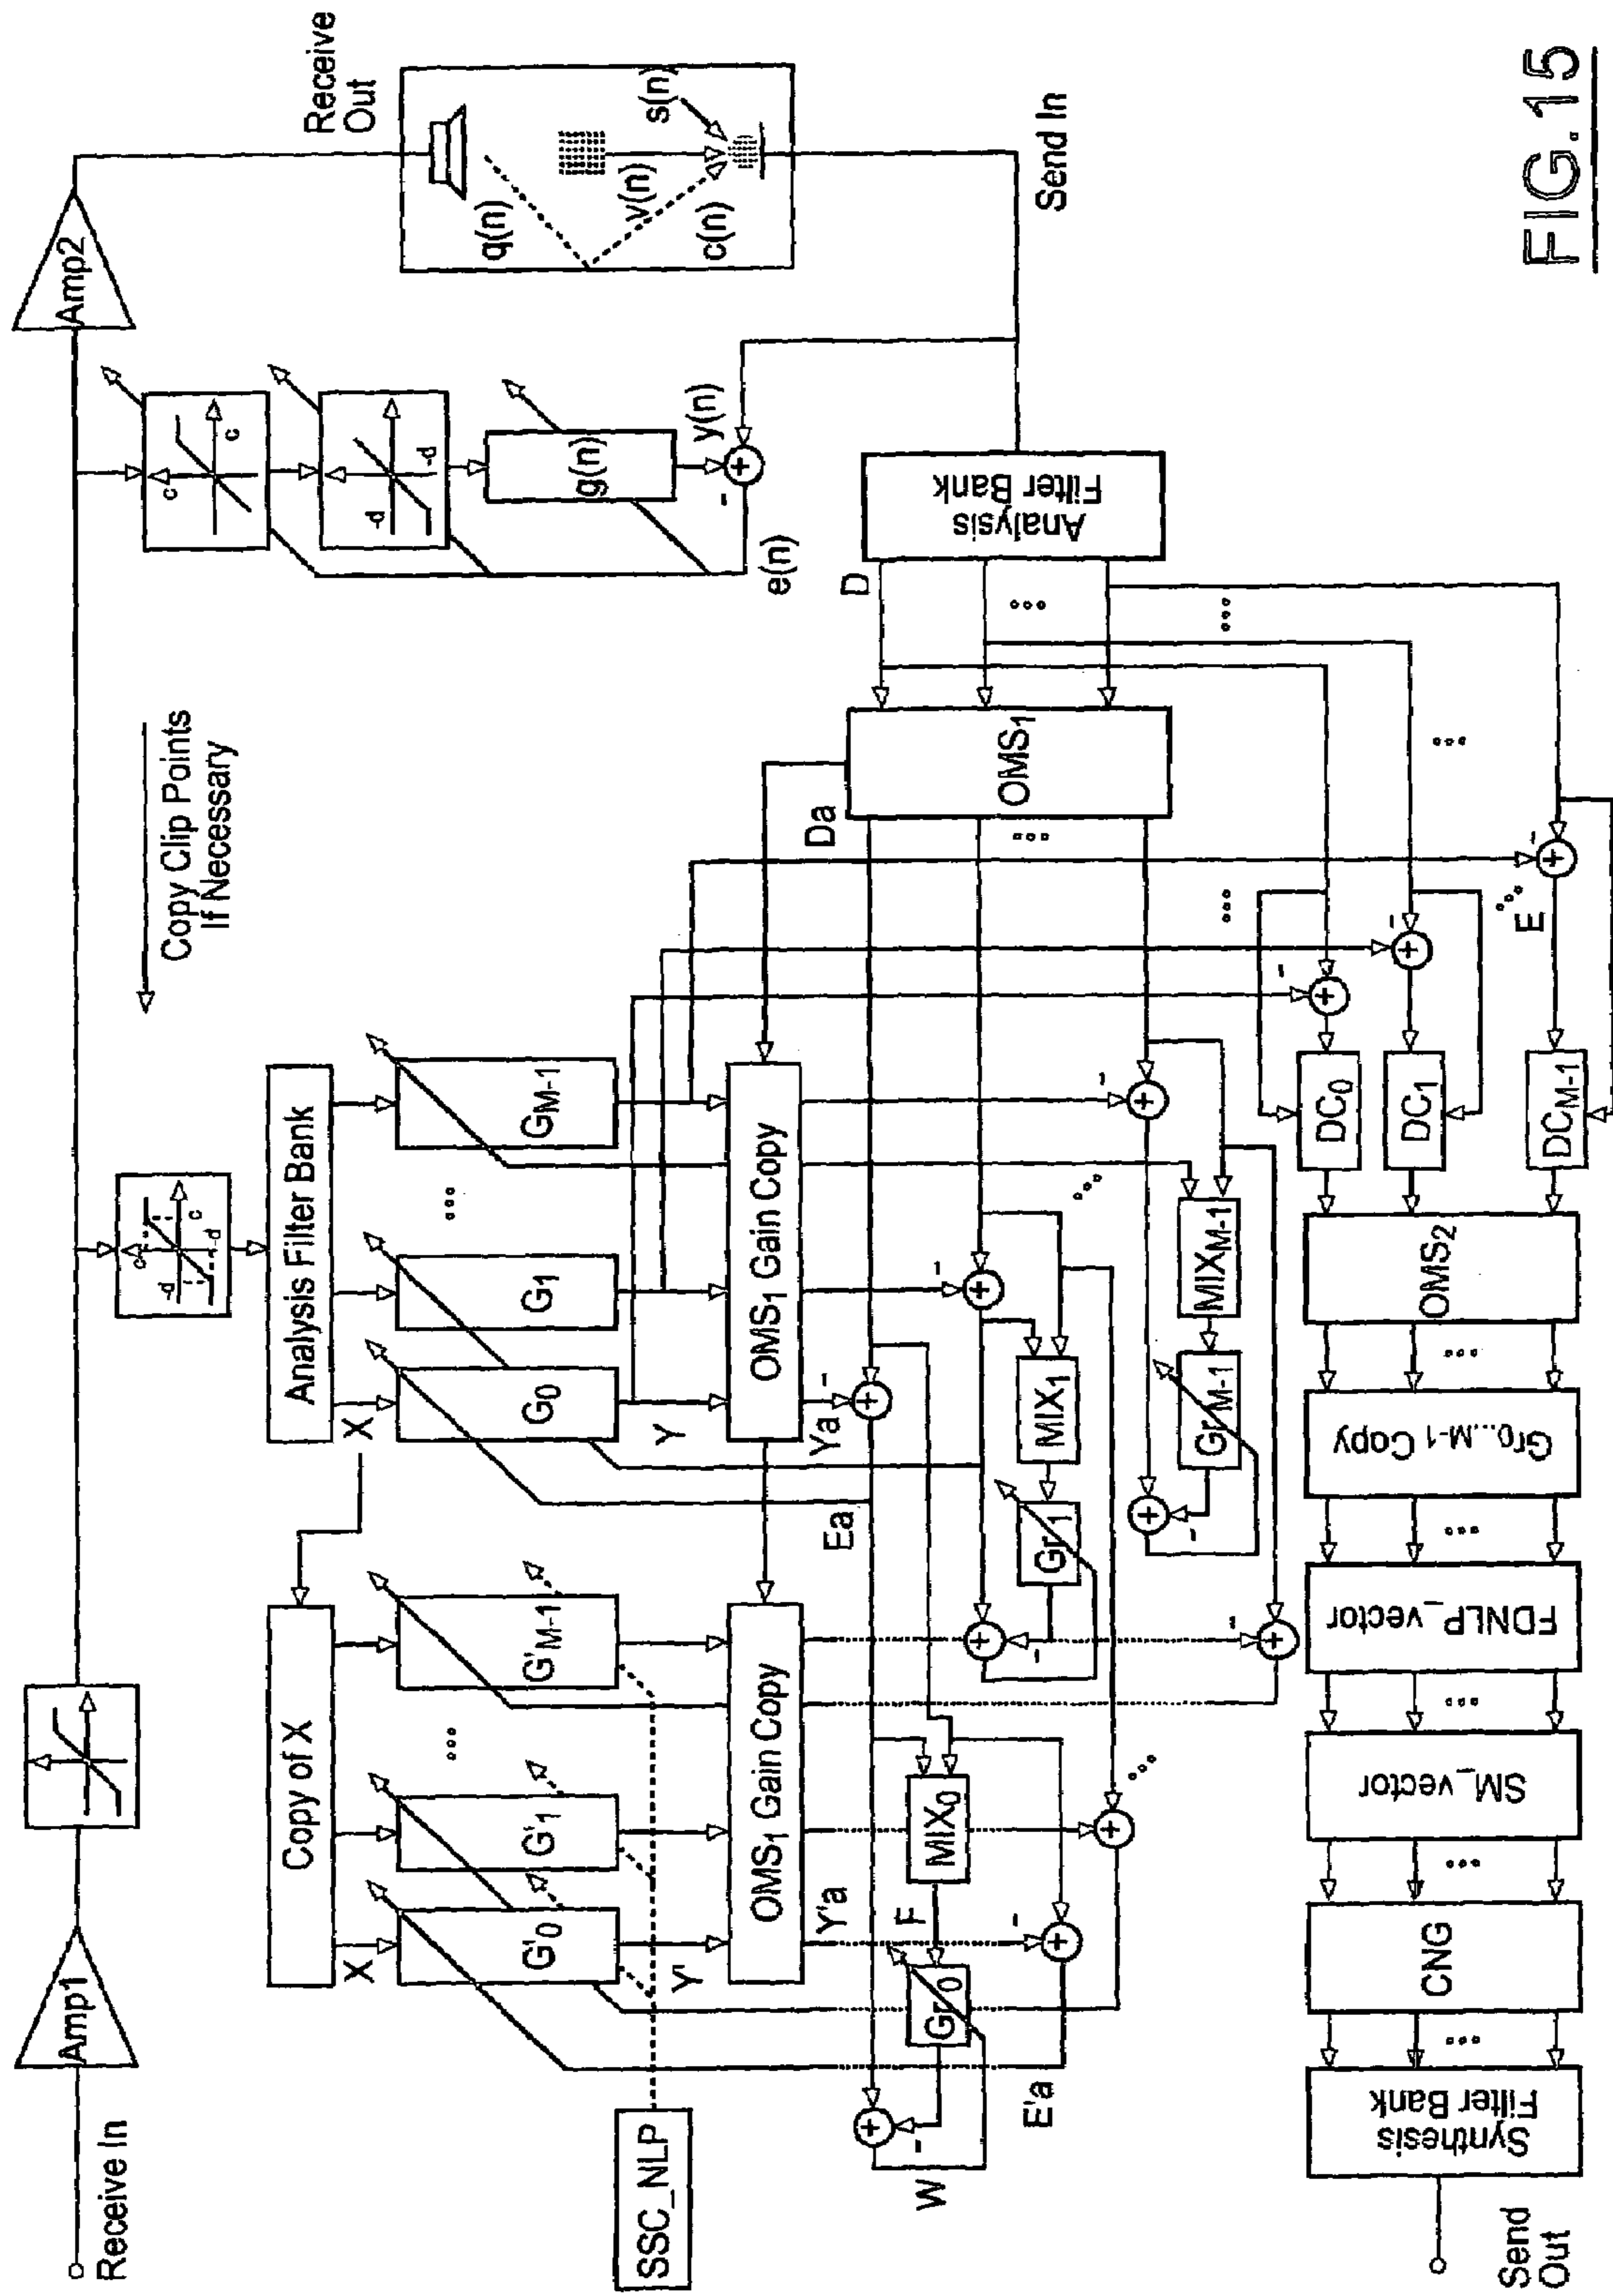 Receive In
Amp1
Amp2
Receive
Out
q(n)
v(n)
s(n)
c(n)
Send In
Copy Clip Points
If Necessary
c
c
-d
-d
g(n)
y(n)
+
-
e(n)
c
c
-d
-d
Analysis Filter Bank
Copy of X
X
X
G'0
G'1
...
G'M-1
G0
G1
...
GM-1
Y'
Y
SSC_NLP
OMS1 Gain Copy
OMS1 Gain Copy
Y'a
Ya
Ea
Da
OMS1
D
...
Analysis
Filter Bank
W
F
MIX0
Gr0
E'a
MIX1
Gr1
MIXM-1
GrM-1
...
E
DC0
DC1
DCM-1
Send
Out
Synthesis
Filter Bank
...
CNG
...
SM_vector
...
FDNLP_vector
...
Gr0...M-1 Copy
...
OMS2
FIG.15